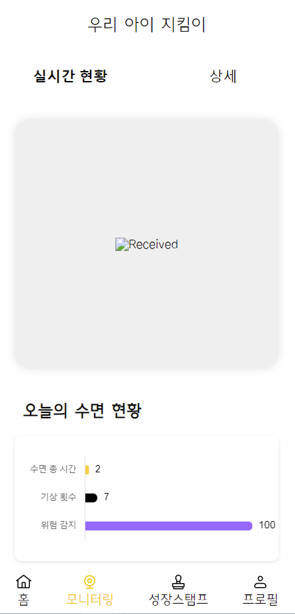 우리 아이 지킴이
실시간 현황 상세
Received
오늘의 수면 현황
수면 총 시간 2
기상 횟수 7
위험 감지 100
홈 모니터링 성장스탬프 프로필